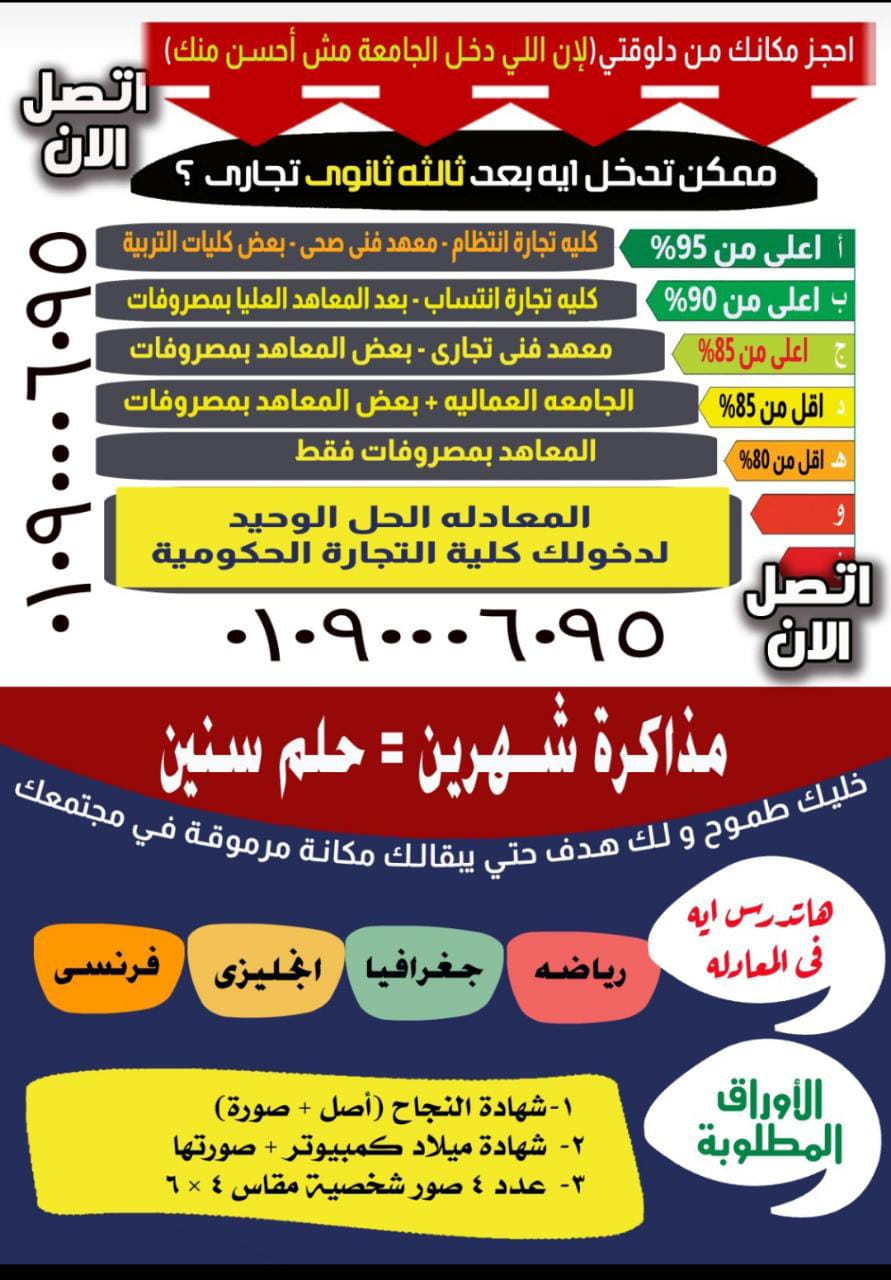 احجز مكانك من دلوقتي(لإن اللي دخل الجامعة مش أحسن منك)
اتصل
الان
ممكن تدخل ايه بعد ثالثه ثانوى تجارى ؟
أ اعلى من 95% كليه تجارة انتظام - معهد فنى صحى - بعض كليات التربية
ب اعلى من 90% كليه تجارة انتساب - بعد المعاهد العليا بمصروفات
ج اعلى من 85% معهد فنى تجارى - بعض المعاهد بمصروفات
د اقل من 85% الجامعه العماليه + بعض المعاهد بمصروفات
هـ اقل من 80% المعاهد بمصروفات فقط
و
المعادله الحل الوحيد
لدخولك كلية التجارة الحكومية
٠١٠٩٠٠٠٦٠٩٥
اتصل
الان
٠١٠٩٠٠٠٦٠٩٥
مذاكرة شهرين = حلم سنين
خليك طموح و لك هدف حتي يبقالك مكانة مرموقة في مجتمعك
هاتدرس ايه
فى المعادله
رياضه
جغرافيا
انجليزى
فرنسى
الأوراق
المطلوبة
١-شهادة النجاح (أصل + صورة)
٢- شهادة ميلاد كمبيوتر + صورتها
٣- عدد ٤ صور شخصية مقاس ٤ × ٦